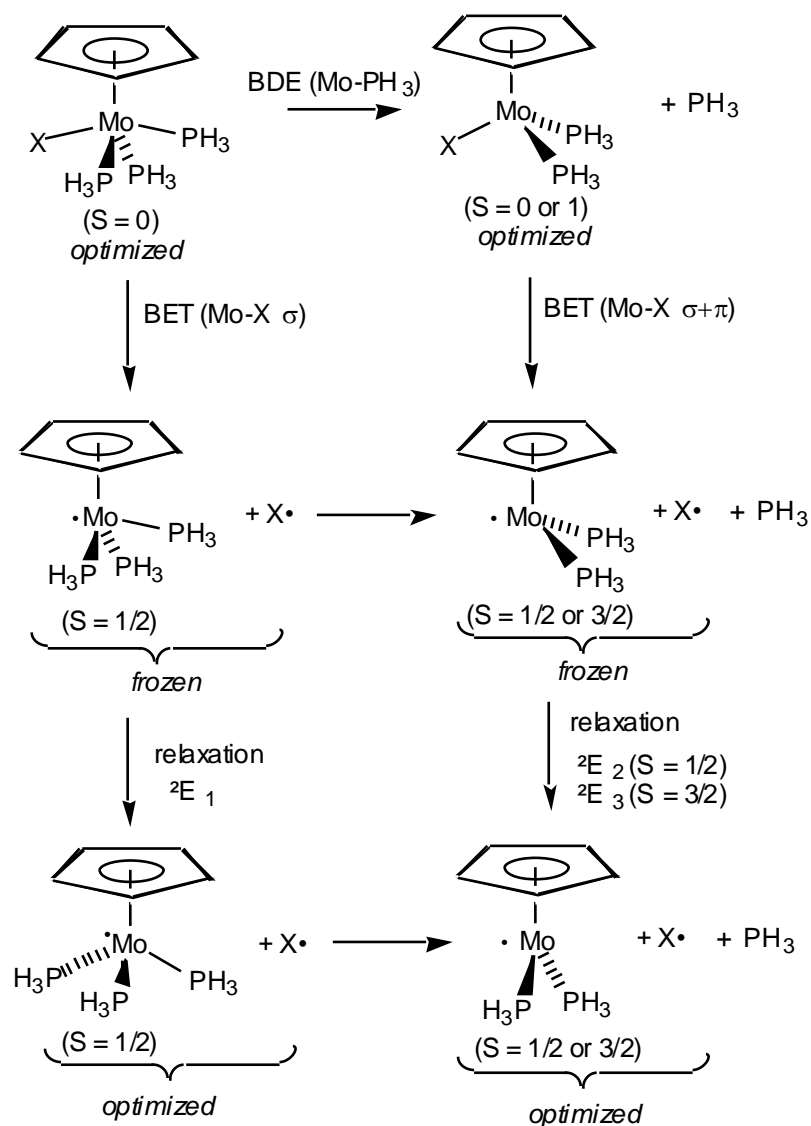 BDE (Mo-PH3)
Mo
X
PH3
H3P
PH3
(S = 0)
optimized
Mo
X
PH3
PH3
+ PH3
(S = 0 or 1)
optimized
BET (Mo-X σ)
BET (Mo-X σ+π)
•Mo
PH3
H3P
PH3
+ X•
(S = 1/2)
frozen
• Mo
PH3
PH3
+ X•
+ PH3
(S = 1/2 or 3/2)
frozen
relaxation
²E 1
relaxation
²E 2 (S = 1/2)
²E 3 (S = 3/2)
•Mo
H3P
H3P
PH3
+ X•
(S = 1/2)
optimized
• Mo
H3P
PH3
+ X•
+ PH3
(S = 1/2 or 3/2)
optimized